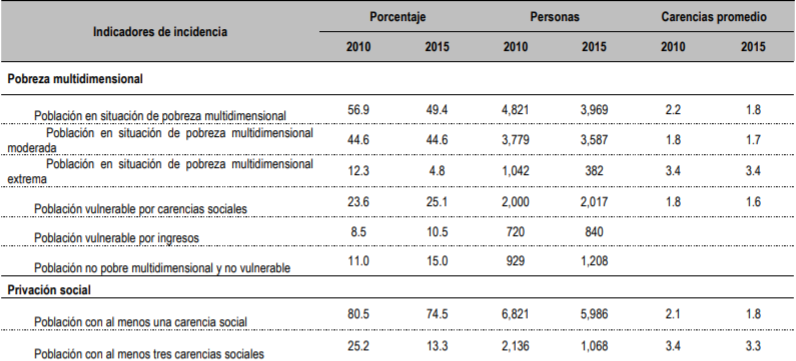 Indicadores de incidencia Porcentaje Personas Carencias promedio
2010 2015 2010 2015 2010 2015
Pobreza multidimensional
Población en situación de pobreza multidimensional 56.9 49.4 4,821 3,969 2.2 1.8
Población en situación de pobreza multidimensional
moderada 44.6 44.6 3,779 3,587 1.8 1.7
Población en situación de pobreza multidimensional
extrema 12.3 4.8 1,042 382 3.4 3.4
Población vulnerable por carencias sociales 23.6 25.1 2,000 2,017 1.8 1.6
Población vulnerable por ingresos 8.5 10.5 720 840
Población no pobre multidimensional y no vulnerable 11.0 15.0 929 1,208
Privación social
Población con al menos una carencia social 80.5 74.5 6,821 5,986 2.1 1.8
Población con al menos tres carencias sociales 25.2 13.3 2,136 1,068 3.4 3.3